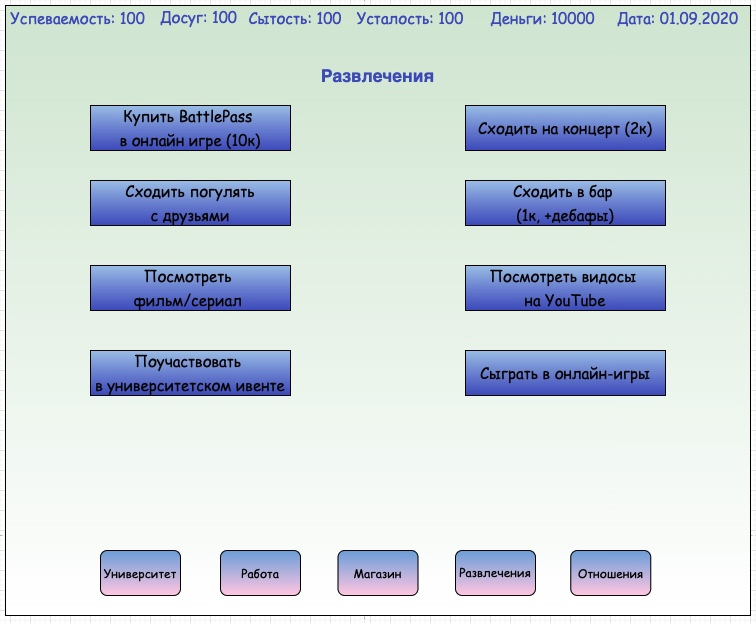 Успеваемость: 100 Досуг: 100 Сытость: 100 Усталость: 100 Деньги: 10000 Дата: 01.09.2020
Развлечения
Купить BattlePass
в онлайн игре (10к)
Сходить на концерт (2к)
Сходить погулять
с друзьями
Сходить в бар
(1к, +дебафы)
Посмотреть
фильм/сериал
Посмотреть видосы
на YouTube
Поучаствовать
в университетском ивенте
Сыграть в онлайн-игры
Университет
Работа
Магазин
Развлечения
Отношения